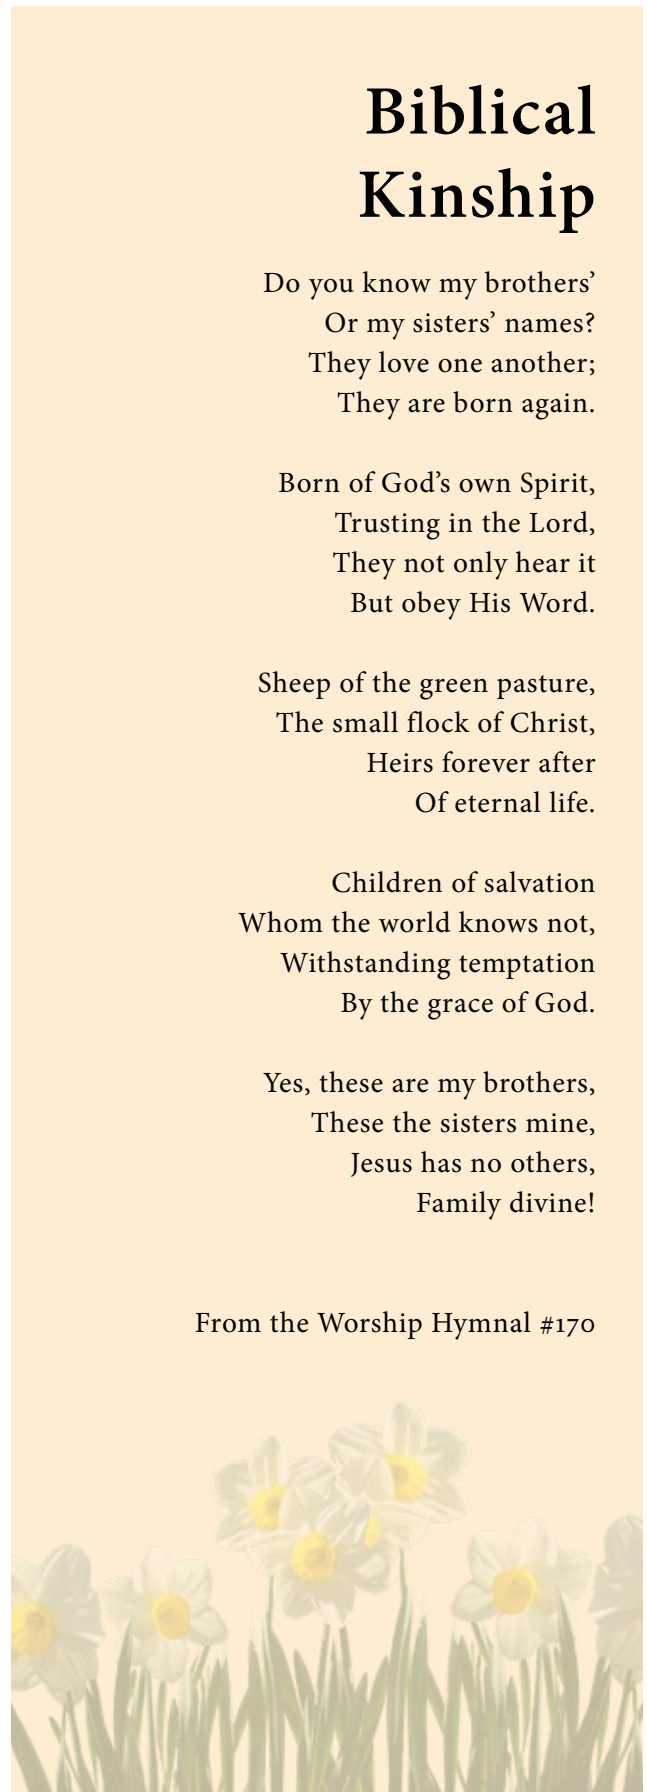 Biblical
Kinship
Do you know my brothers’
Or my sisters’ names?
They love one another;
They are born again.
Born of God’s own Spirit,
Trusting in the Lord,
They not only hear it
But obey His Word.
Sheep of the green pasture,
The small flock of Christ,
Heirs forever after
Of eternal life.
Children of salvation
Whom the world knows not,
Withstanding temptation
By the grace of God.
Yes, these are my brothers,
These the sisters mine,
Jesus has no others,
Family divine!
From the Worship Hymnal #170